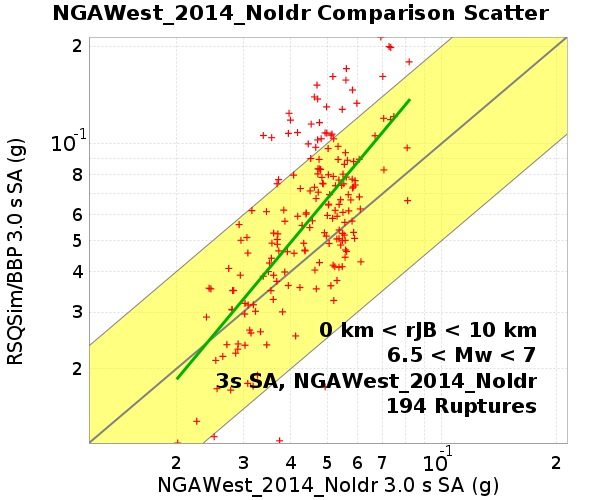 NGAWest_2014_NoIdr Comparison Scatter
RSQSim/BBP 3.0 s SA (g)
2
10-1
8
7
6
5
4
3
2
0 km < rJB < 10 km
6.5 < Mw < 7
3s SA, NGAWest_2014_NoIdr
194 Ruptures
2 3 4 5 6 7 10-1 2
NGAWest_2014_NoIdr 3.0 s SA (g)